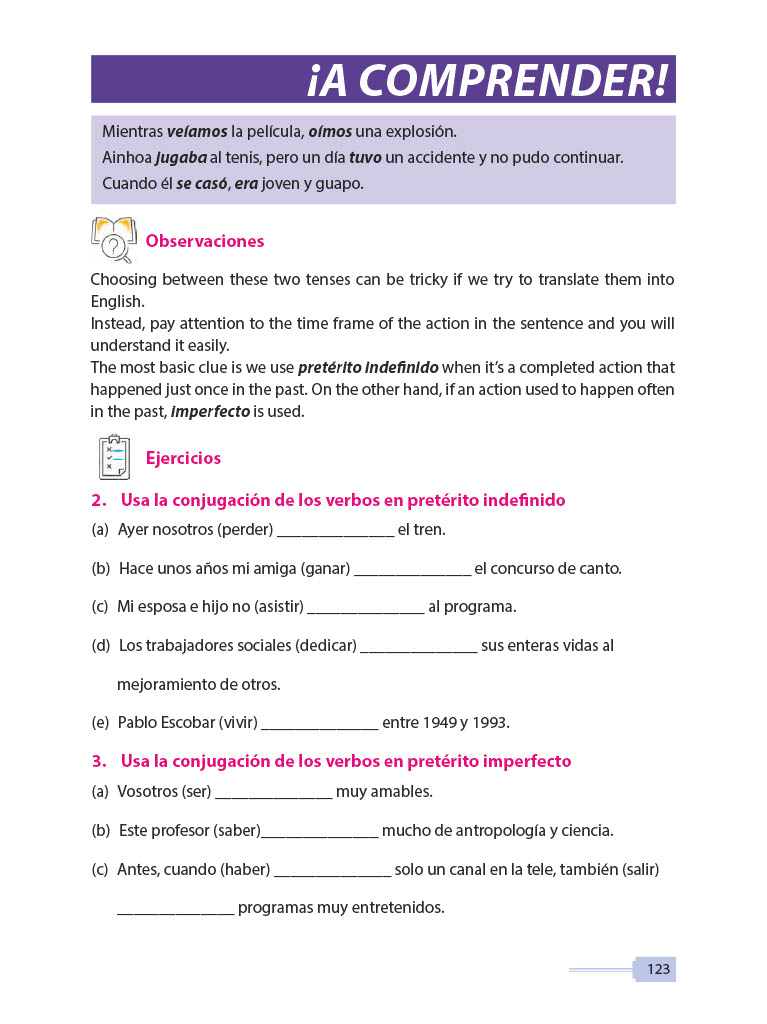 ¡A COMPRENDER!
Mientras veíamos la película, oímos una explosión.
Ainhoa jugaba al tenis, pero un día tuvo un accidente y no pudo continuar.
Cuando él se casó, era joven y guapo.
Observaciones
Choosing between these two tenses can be tricky if we try to translate them into
English.
Instead, pay attention to the time frame of the action in the sentence and you will
understand it easily.
The most basic clue is we use pretérito indefinido when it’s a completed action that
happened just once in the past. On the other hand, if an action used to happen often
in the past, imperfecto is used.
Ejercicios
2. Usa la conjugación de los verbos en pretérito indefinido
(a) Ayer nosotros (perder) ______________ el tren.
(b) Hace unos años mi amiga (ganar) ______________ el concurso de canto.
(c) Mi esposa e hijo no (asistir) ______________ al programa.
(d) Los trabajadores sociales (dedicar) ______________ sus enteras vidas al
mejoramiento de otros.
(e) Pablo Escobar (vivir) ______________ entre 1949 y 1993.
3. Usa la conjugación de los verbos en pretérito imperfecto
(a) Vosotros (ser) ______________ muy amables.
(b) Este profesor (saber)______________ mucho de antropología y ciencia.
(c) Antes, cuando (haber) ______________ solo un canal en la tele, también (salir)
______________ programas muy entretenidos.
123